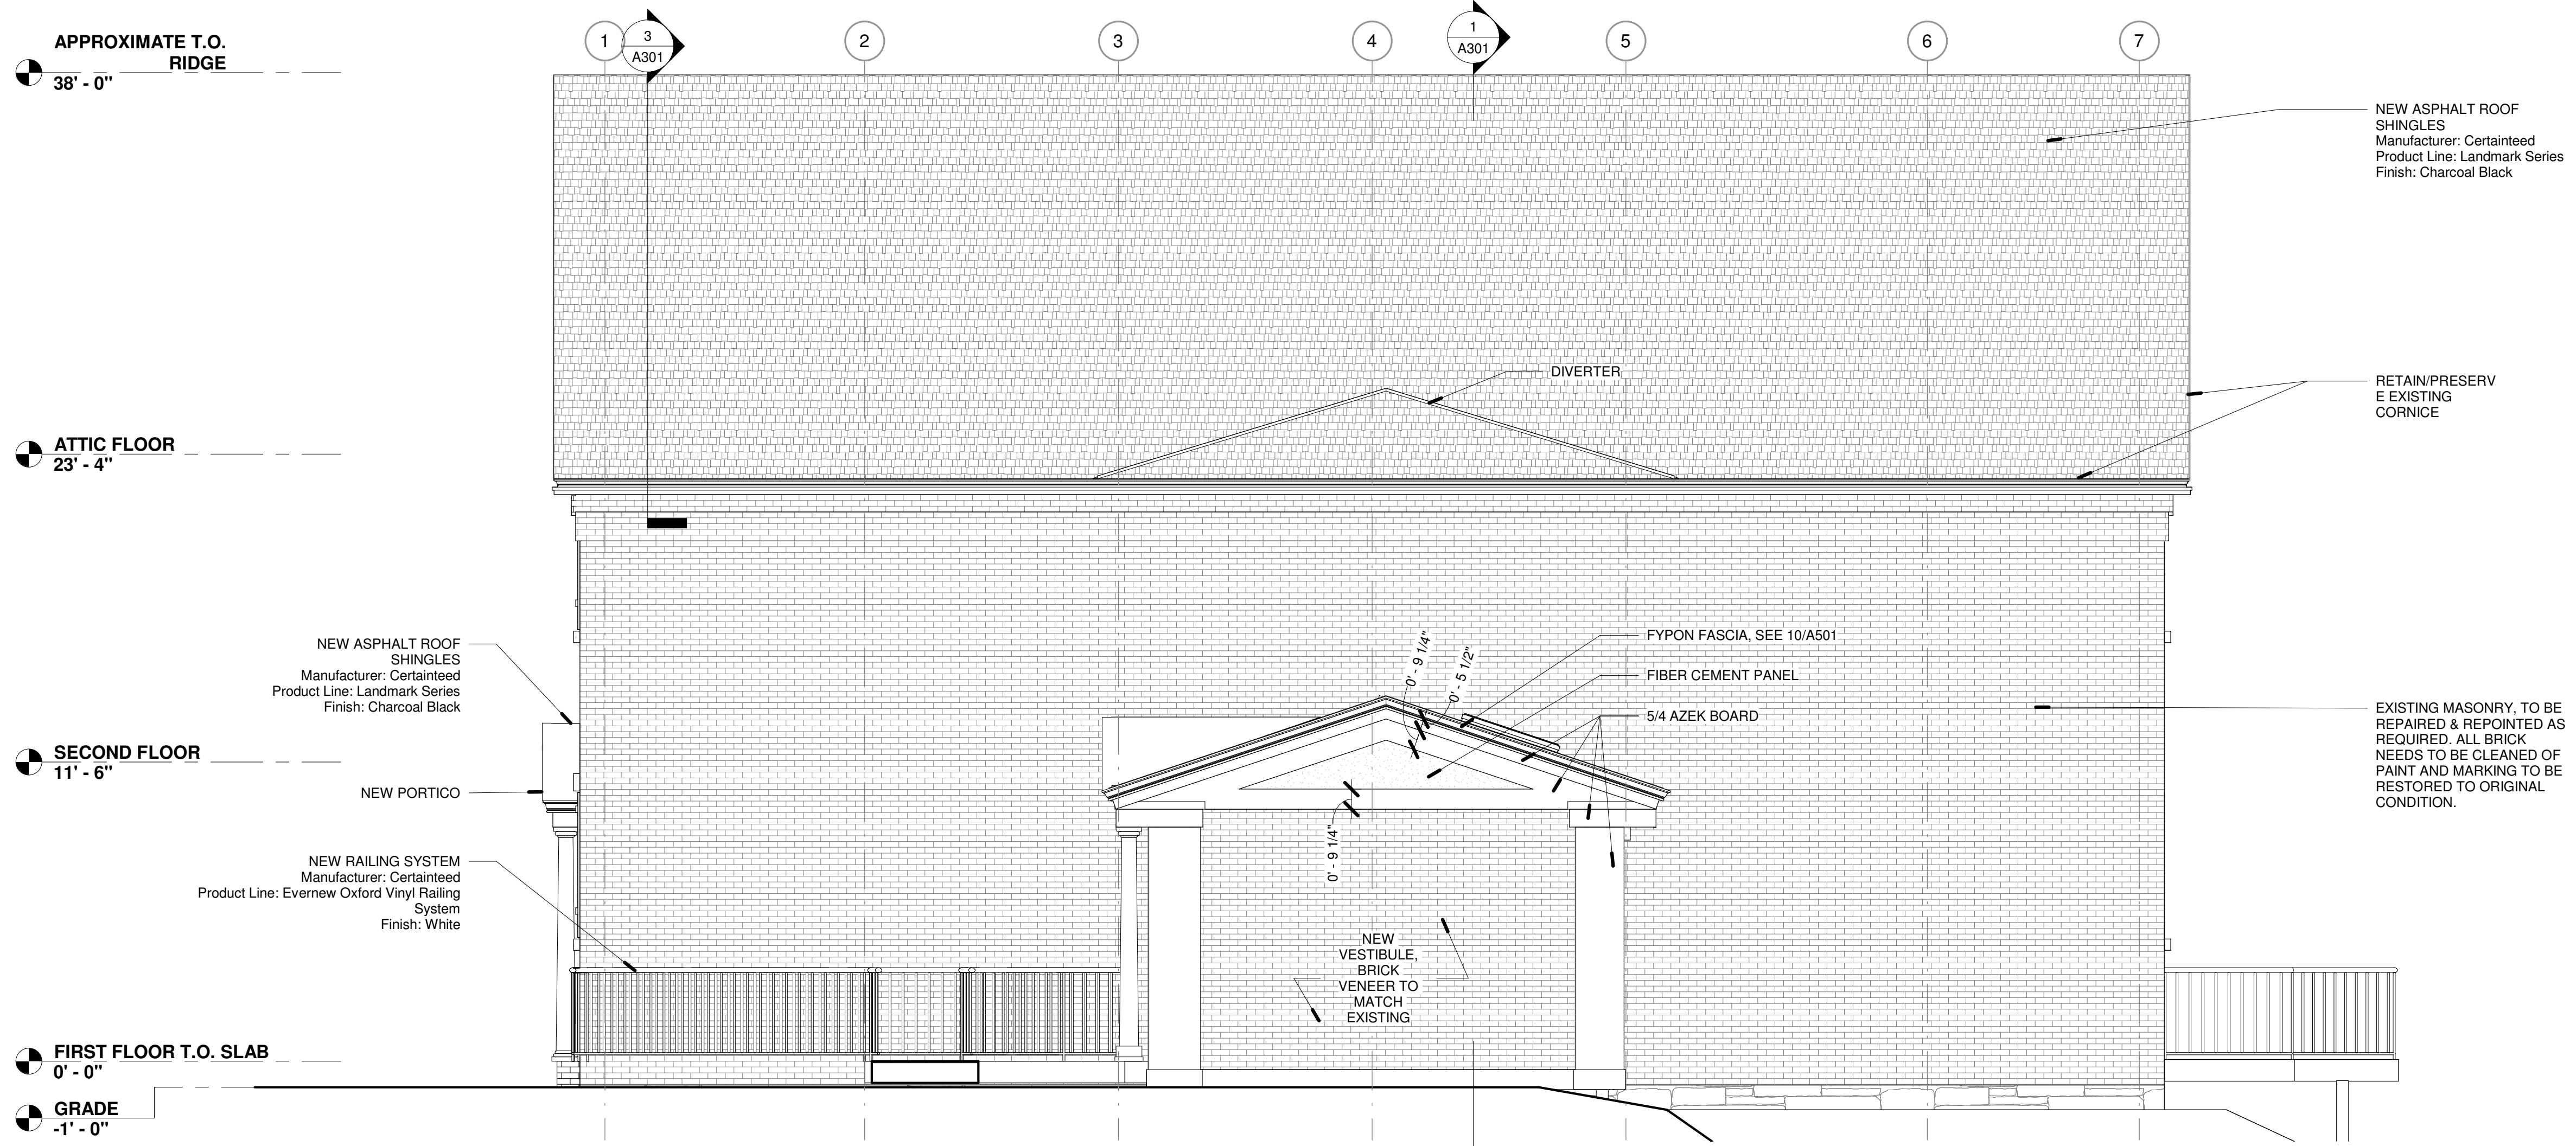 1
3
A301
2
3
4
1
A301
5
6
7
APPROXIMATE T.O.
RIDGE
38' - 0"
ATTIC FLOOR
23' - 4"
SECOND FLOOR
11' - 6"
FIRST FLOOR T.O. SLAB
0' - 0"
GRADE
-1' - 0"
NEW ASPHALT ROOF
SHINGLES
Manufacturer: Certainteed
Product Line: Landmark Series
Finish: Charcoal Black
NEW PORTICO
NEW RAILING SYSTEM
Manufacturer: Certainteed
Product Line: Evernew Oxford Vinyl Railing
System
Finish: White
DIVERTER
0' - 9 1/4"
0' - 5 1/2"
FYPON FASCIA, SEE 10/A501
FIBER CEMENT PANEL
5/4 AZEK BOARD
0' - 9 1/4"
NEW
VESTIBULE,
BRICK
VENEER TO
MATCH
EXISTING
NEW ASPHALT ROOF
SHINGLES
Manufacturer: Certainteed
Product Line: Landmark Series
Finish: Charcoal Black
RETAIN/PRESERV
E EXISTING
CORNICE
EXISTING MASONRY, TO BE
REPAIRED & REPOINTED AS
REQUIRED. ALL BRICK
NEEDS TO BE CLEANED OF
PAINT AND MARKING TO BE
RESTORED TO ORIGINAL
CONDITION.